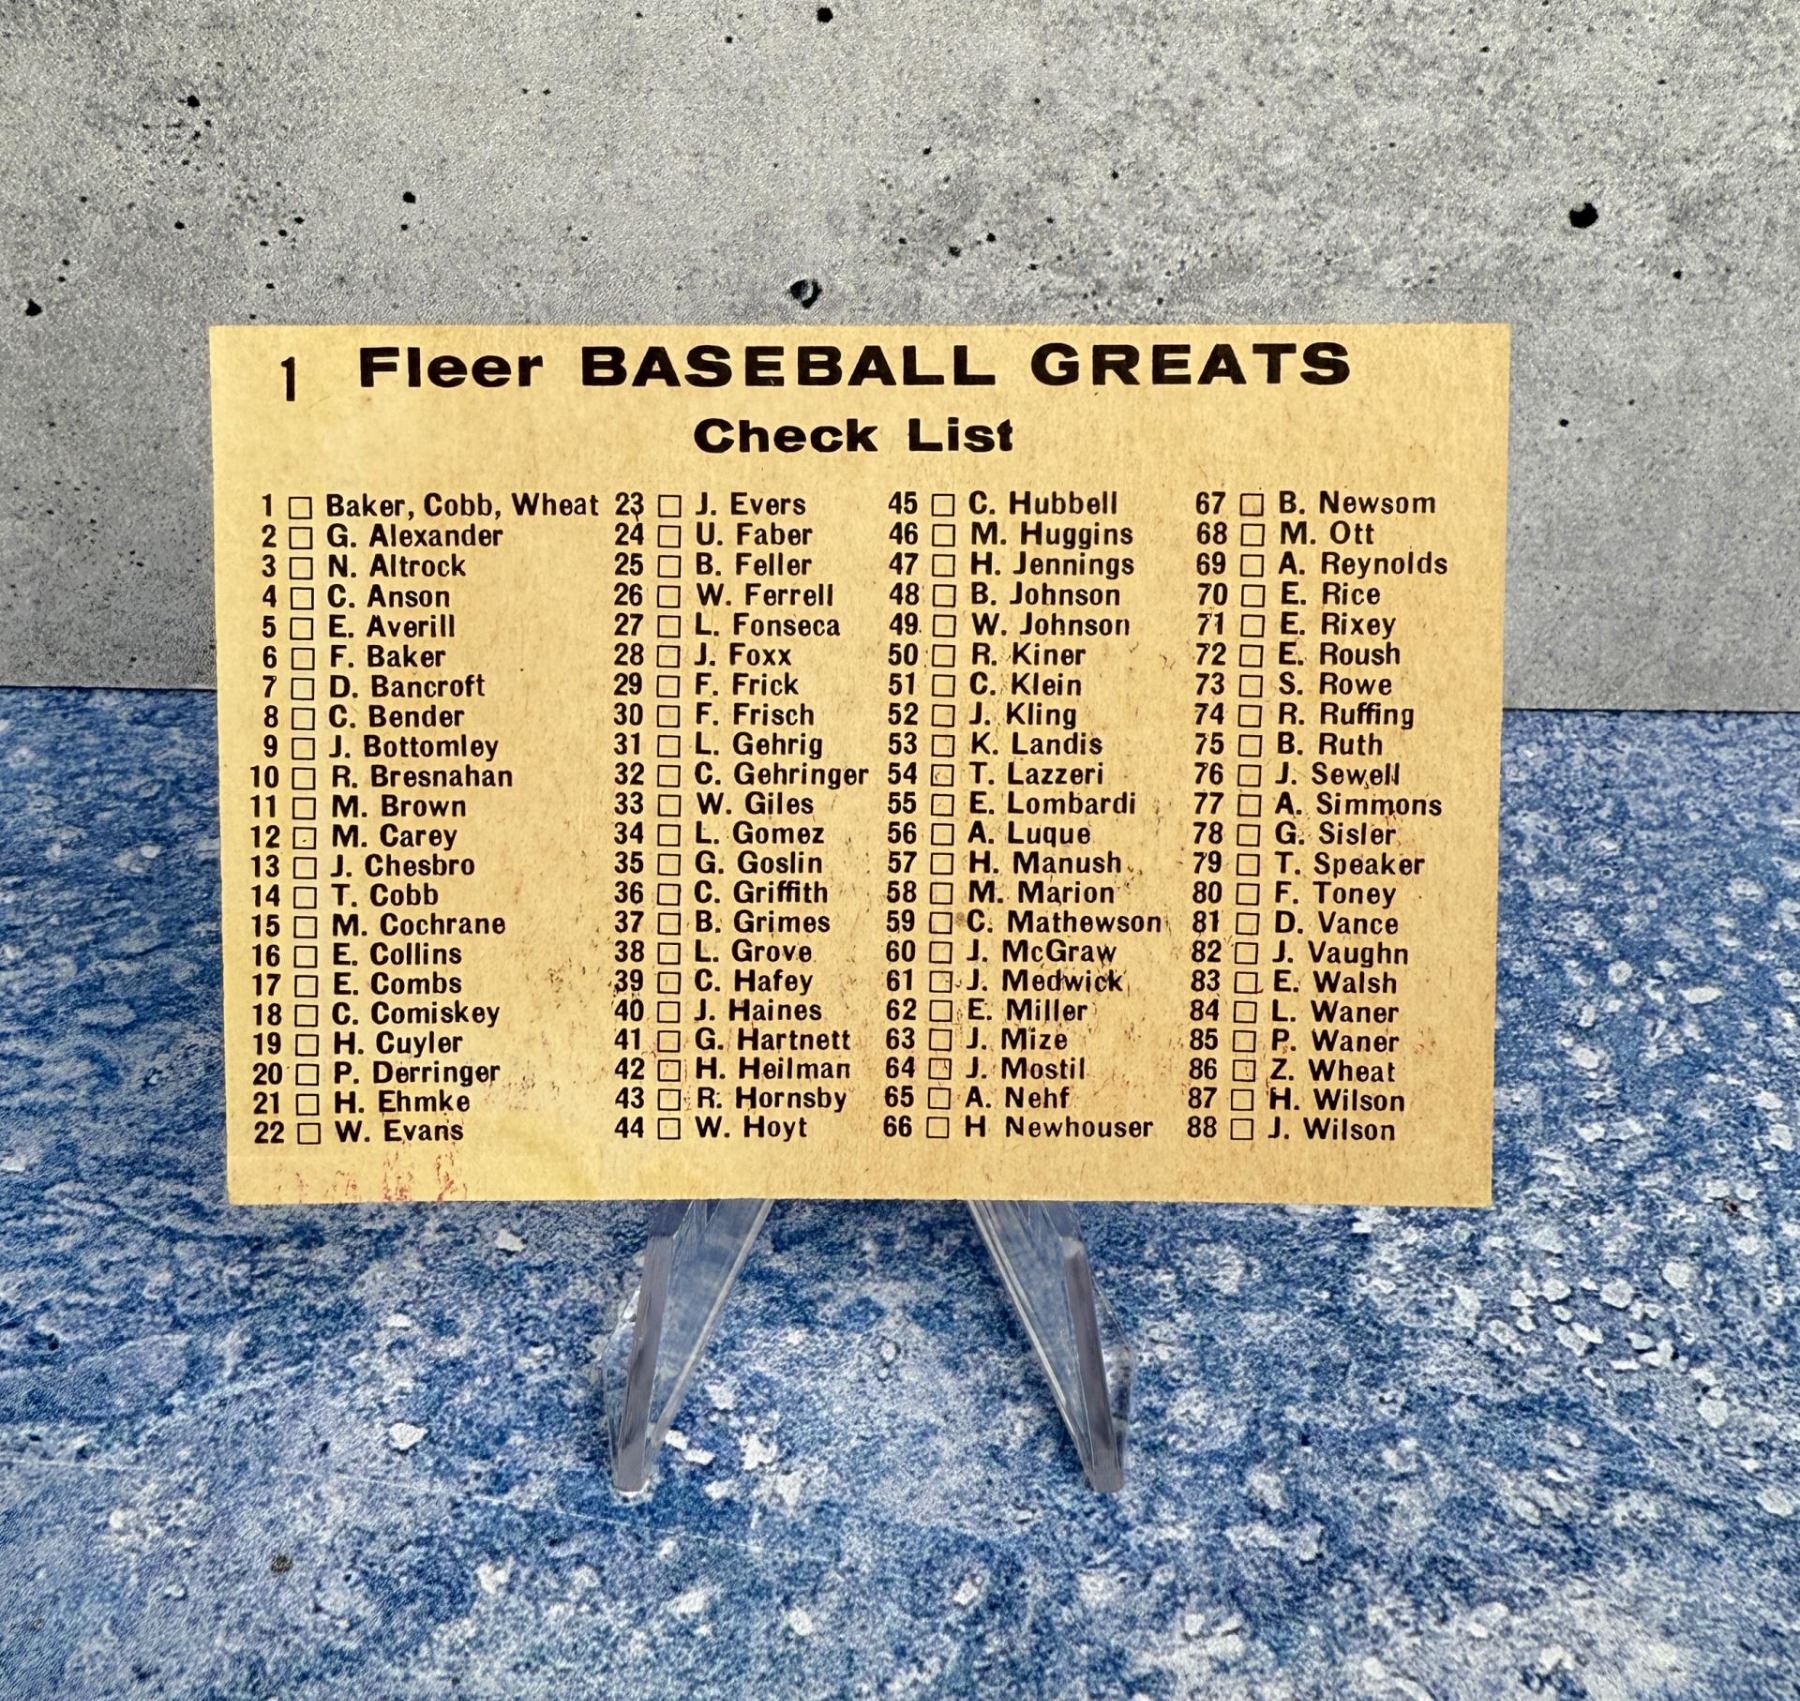 1 Fleer BASEBALL GREATS
Check List
1 □ Baker, Cobb, Wheat
2 □ G. Alexander
3 □ N. Altrock
4 □ C. Anson
5 □ E. Averill
6 □ F. Baker
7 □ D. Bancroft
8 □ C. Bender
9 □ J. Bottomley
10 □ R. Bresnahan
11 □ M. Brown
12 □ M. Carey
13 □ J. Chesbro
14 □ T. Cobb
15 □ M. Cochrane
16 □ E. Collins
17 □ E. Combs
18 □ C. Comiskey
19 □ H. Cuyler
20 □ P. Derringer
21 □ H. Ehmke
22 □ W. Evans
23 □ J. Evers
24 □ U. Faber
25 □ B. Feller
26 □ W. Ferrell
27 □ L. Fonseca
28 □ J. Foxx
29 □ F. Frick
30 □ F. Frisch
31 □ L. Gehrig
32 □ C. Gehringer
33 □ W. Giles
34 □ L. Gomez
35 □ G. Goslin
36 □ C. Griffith
37 □ B. Grimes
38 □ L. Grove
39 □ C. Hafey
40 □ J. Haines
41 □ G. Hartnett
42 □ H. Heilman
43 □ R. Hornsby
44 □ W. Hoyt
45 □ C. Hubbell
46 □ M. Huggins
47 □ H. Jennings
48 □ B. Johnson
49 □ W. Johnson
50 □ R. Kiner
51 □ C. Klein
52 □ J. Kling
53 □ K. Landis
54 □ T. Lazzeri
55 □ E. Lombardi
56 □ A. Luque
57 □ H. Manush
58 □ M. Marion
59 □ C. Mathewson
60 □ J. McGraw
61 □ J. Medwick
62 □ E. Miller
63 □ J. Mize
64 □ J. Mostil
65 □ A. Nehf
66 □ H Newhouser
67 □ B. Newsom
68 □ M. Ott
69 □ A. Reynolds
70 □ E. Rice
71 □ E. Rixey
72 □ E. Roush
73 □ S. Rowe
74 □ R. Ruffing
75 □ B. Ruth
76 □ J. Sewell
77 □ A. Simmons
78 □ G. Sisler
79 □ T. Speaker
80 □ F. Toney
81 □ D. Vance
82 □ J. Vaughn
83 □ E. Walsh
84 □ L. Waner
85 □ P. Waner
86 □ Z. Wheat
87 □ H. Wilson
88 □ J. Wilson